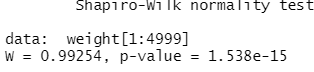 Shapiro-Wilk normality test
data:  weight[1:4999]
W = 0.99254, p-value = 1.538e-15